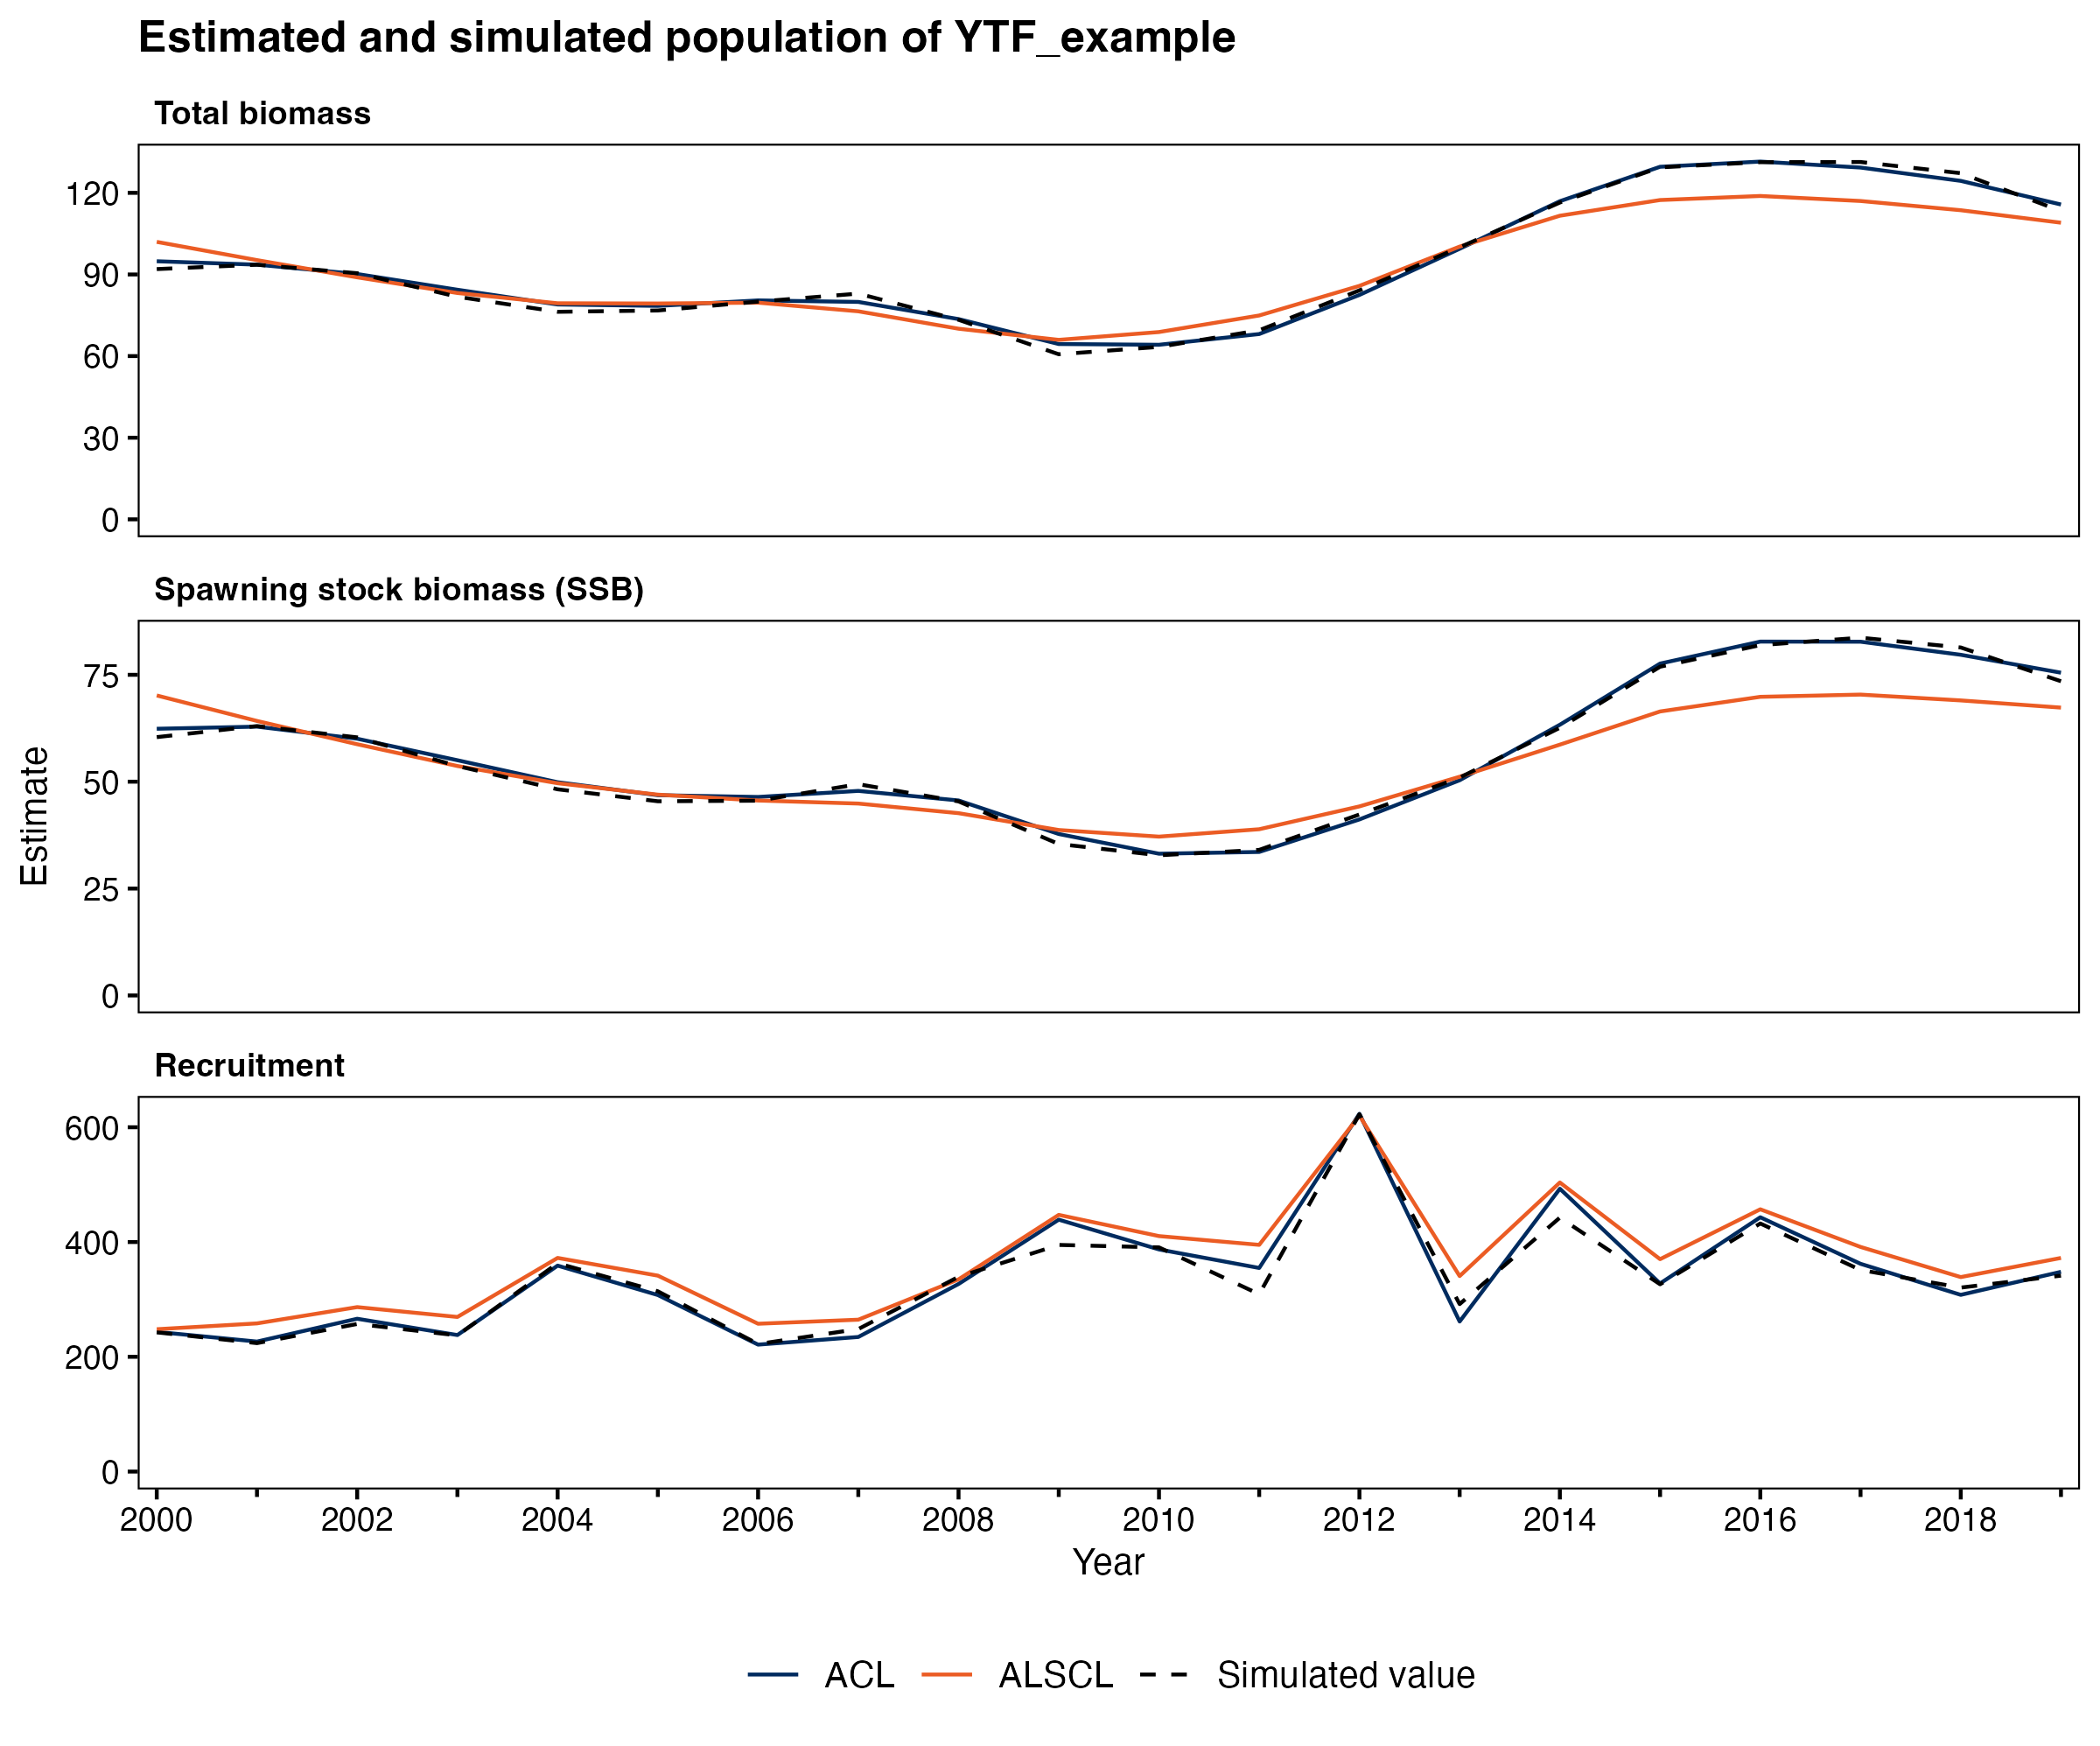 Estimated and simulated population of YTF_example
Total biomass
120
90
60
30
0
Spawning stock biomass (SSB)
75
50
25
0
Estimate
Recruitment
600
400
200
0
2000 2002 2004 2006 2008 2010 2012 2014 2016 2018
Year
ACL ALSCL Simulated value